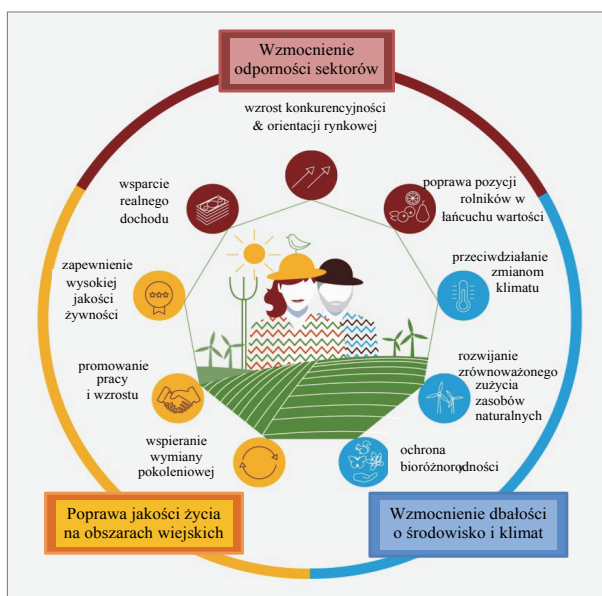 Wzmocnienie
odporności sektorów
wzrost konkurencyjności
& orientacji rynkowej
wsparcie
realnego
dochodu
poprawa pozycji
rolników w
łańcuchu wartości
zapewnienie
wysokiej
jakości
żywności
przeciwdziałanie
zmianom
klimatu
promowanie
pracy
i wzrostu
rozwijanie
zrównoważonego
zużycia
zasobów
naturalnych
wspieranie
wymiany
pokoleniowej
ochrona
bioróżnorodności
Poprawa jakości życia
na obszarach wiejskich
Wzmocnienie dbałości
o środowisko i klimat